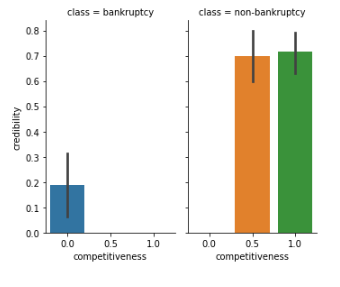 class = bankruptcy
class = non-bankruptcy
0.8
0.7
0.6
0.5
0.4
0.3
0.2
0.1
0.0
credibility
0.0 0.5 1.0
0.0 0.5 1.0
competitiveness
competitiveness